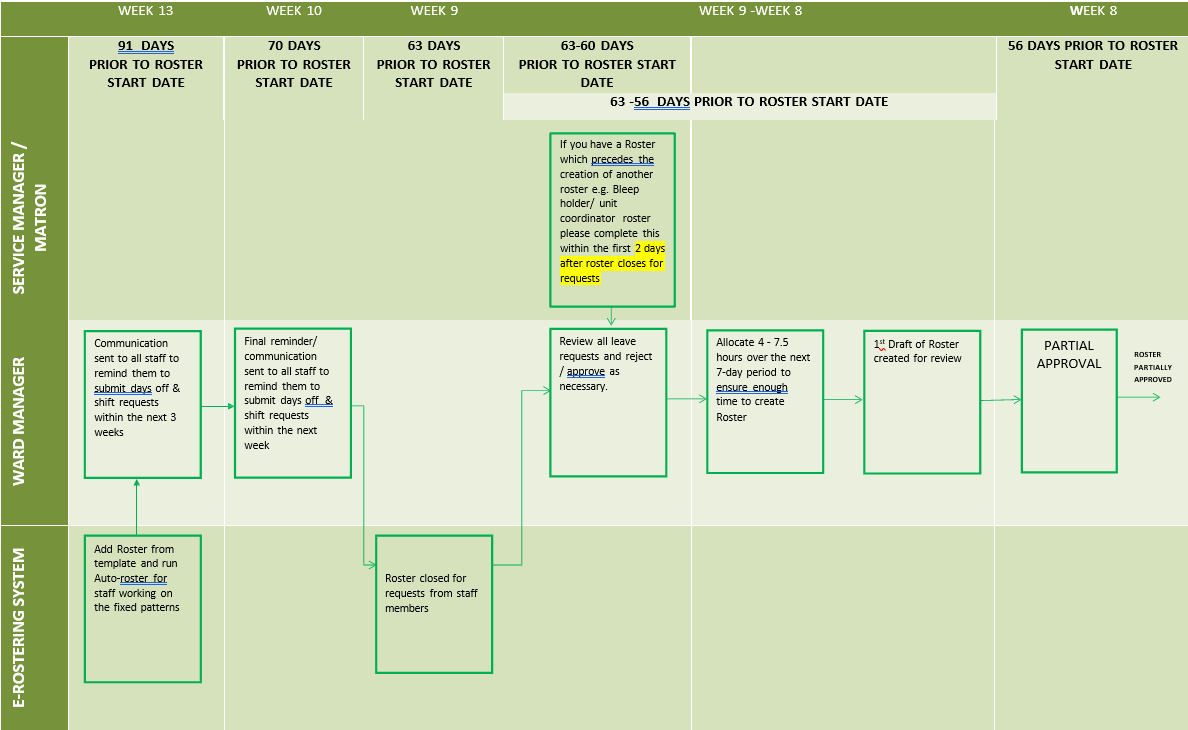 WEEK 13
WEEK 10
WEEK 9
WEEK 9 -WEEK 8
WEEK 8
91 DAYS
PRIOR TO ROSTER
START DATE
70 DAYS
PRIOR TO ROSTER
START DATE
63 DAYS
PRIOR TO ROSTER
START DATE
63-60 DAYS
PRIOR TO ROSTER START
DATE
56 DAYS PRIOR TO ROSTER
START DATE
63 -56 DAYS PRIOR TO ROSTER START DATE
SERVICE MANAGER /
MATRON
If you have a Roster
which precedes the
creation of another
roster e.g. Bleep
holder/ unit
coordinator roster
please complete this
within the first 2 days
after roster closes for
requests
WARD MANAGER
Communication
sent to all staff to
remind them to
submit days off &
shift requests
within the next 3
weeks
Final reminder/
communication
sent to all staff to
remind them to
submit days off &
shift requests
within the next
week
Review all leave
requests and reject
/ approve as
necessary.
Allocate 4 - 7.5
hours over the next
7-day period to
ensure enough
time to create
Roster
1st Draft of Roster
created for review
PARTIAL
APPROVAL
ROSTER
PARTIALLY
APPROVED
E-ROSTERING SYSTEM
Add Roster from
template and run
Auto-roster for
staff working on
the fixed patterns
Roster closed for
requests from staff
members